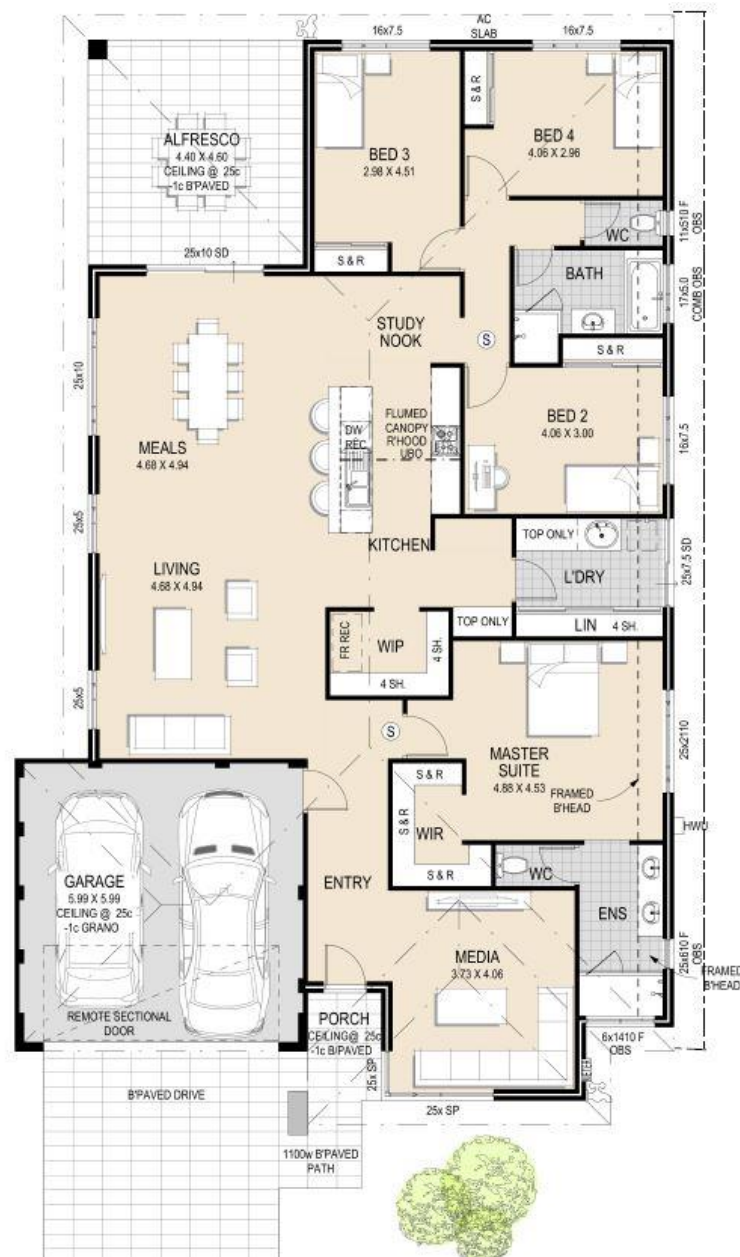 AC
SLAB
16x7.5
16x7.5
S & R
BED 4
4.06 X 2.96
ALFRESCO
4.40 X 4.60
CEILING @ 25c
-1c B'PAVED
BED 3
2.98 X 4.51
WC
11x510 F
OBS
25x10 SD
S & R
BATH
17x5.0
COMB OBS
STUDY
NOOK
S
S & R
25x10
DW
REC
FLUMED
CANOPY
R'HOOD
UBO
BED 2
4.06 X 3.00
16x7.5
MEALS
4.68 X 4.94
25x5
KITCHEN
TOP ONLY
L'DRY
25x7.5 SD
LIVING
4.68 X 4.94
TOP ONLY
LIN 4 SH.
FR REC
WIP
4 SH.
4 SH.
25x5
S
MASTER
SUITE
4.88 X 4.53
25x2110
FRAMED
B'HEAD
S & R
S & R
WIR
S & R
HWU
GARAGE
5.99 X 5.99
CEILING @ 25c
-1c GRANO
ENTRY
WC
ENS
25x610 F
OBS
FRAMED
B'HEAD
MEDIA
3.73 X 4.06
REMOTE SECTIONAL
DOOR
PORCH
CEILING @ 25c
-1c B/PAVED
6x1410 F
OBS
METER
25x SP
B'PAVED DRIVE
25x SP
1100w B'PAVED
PATH